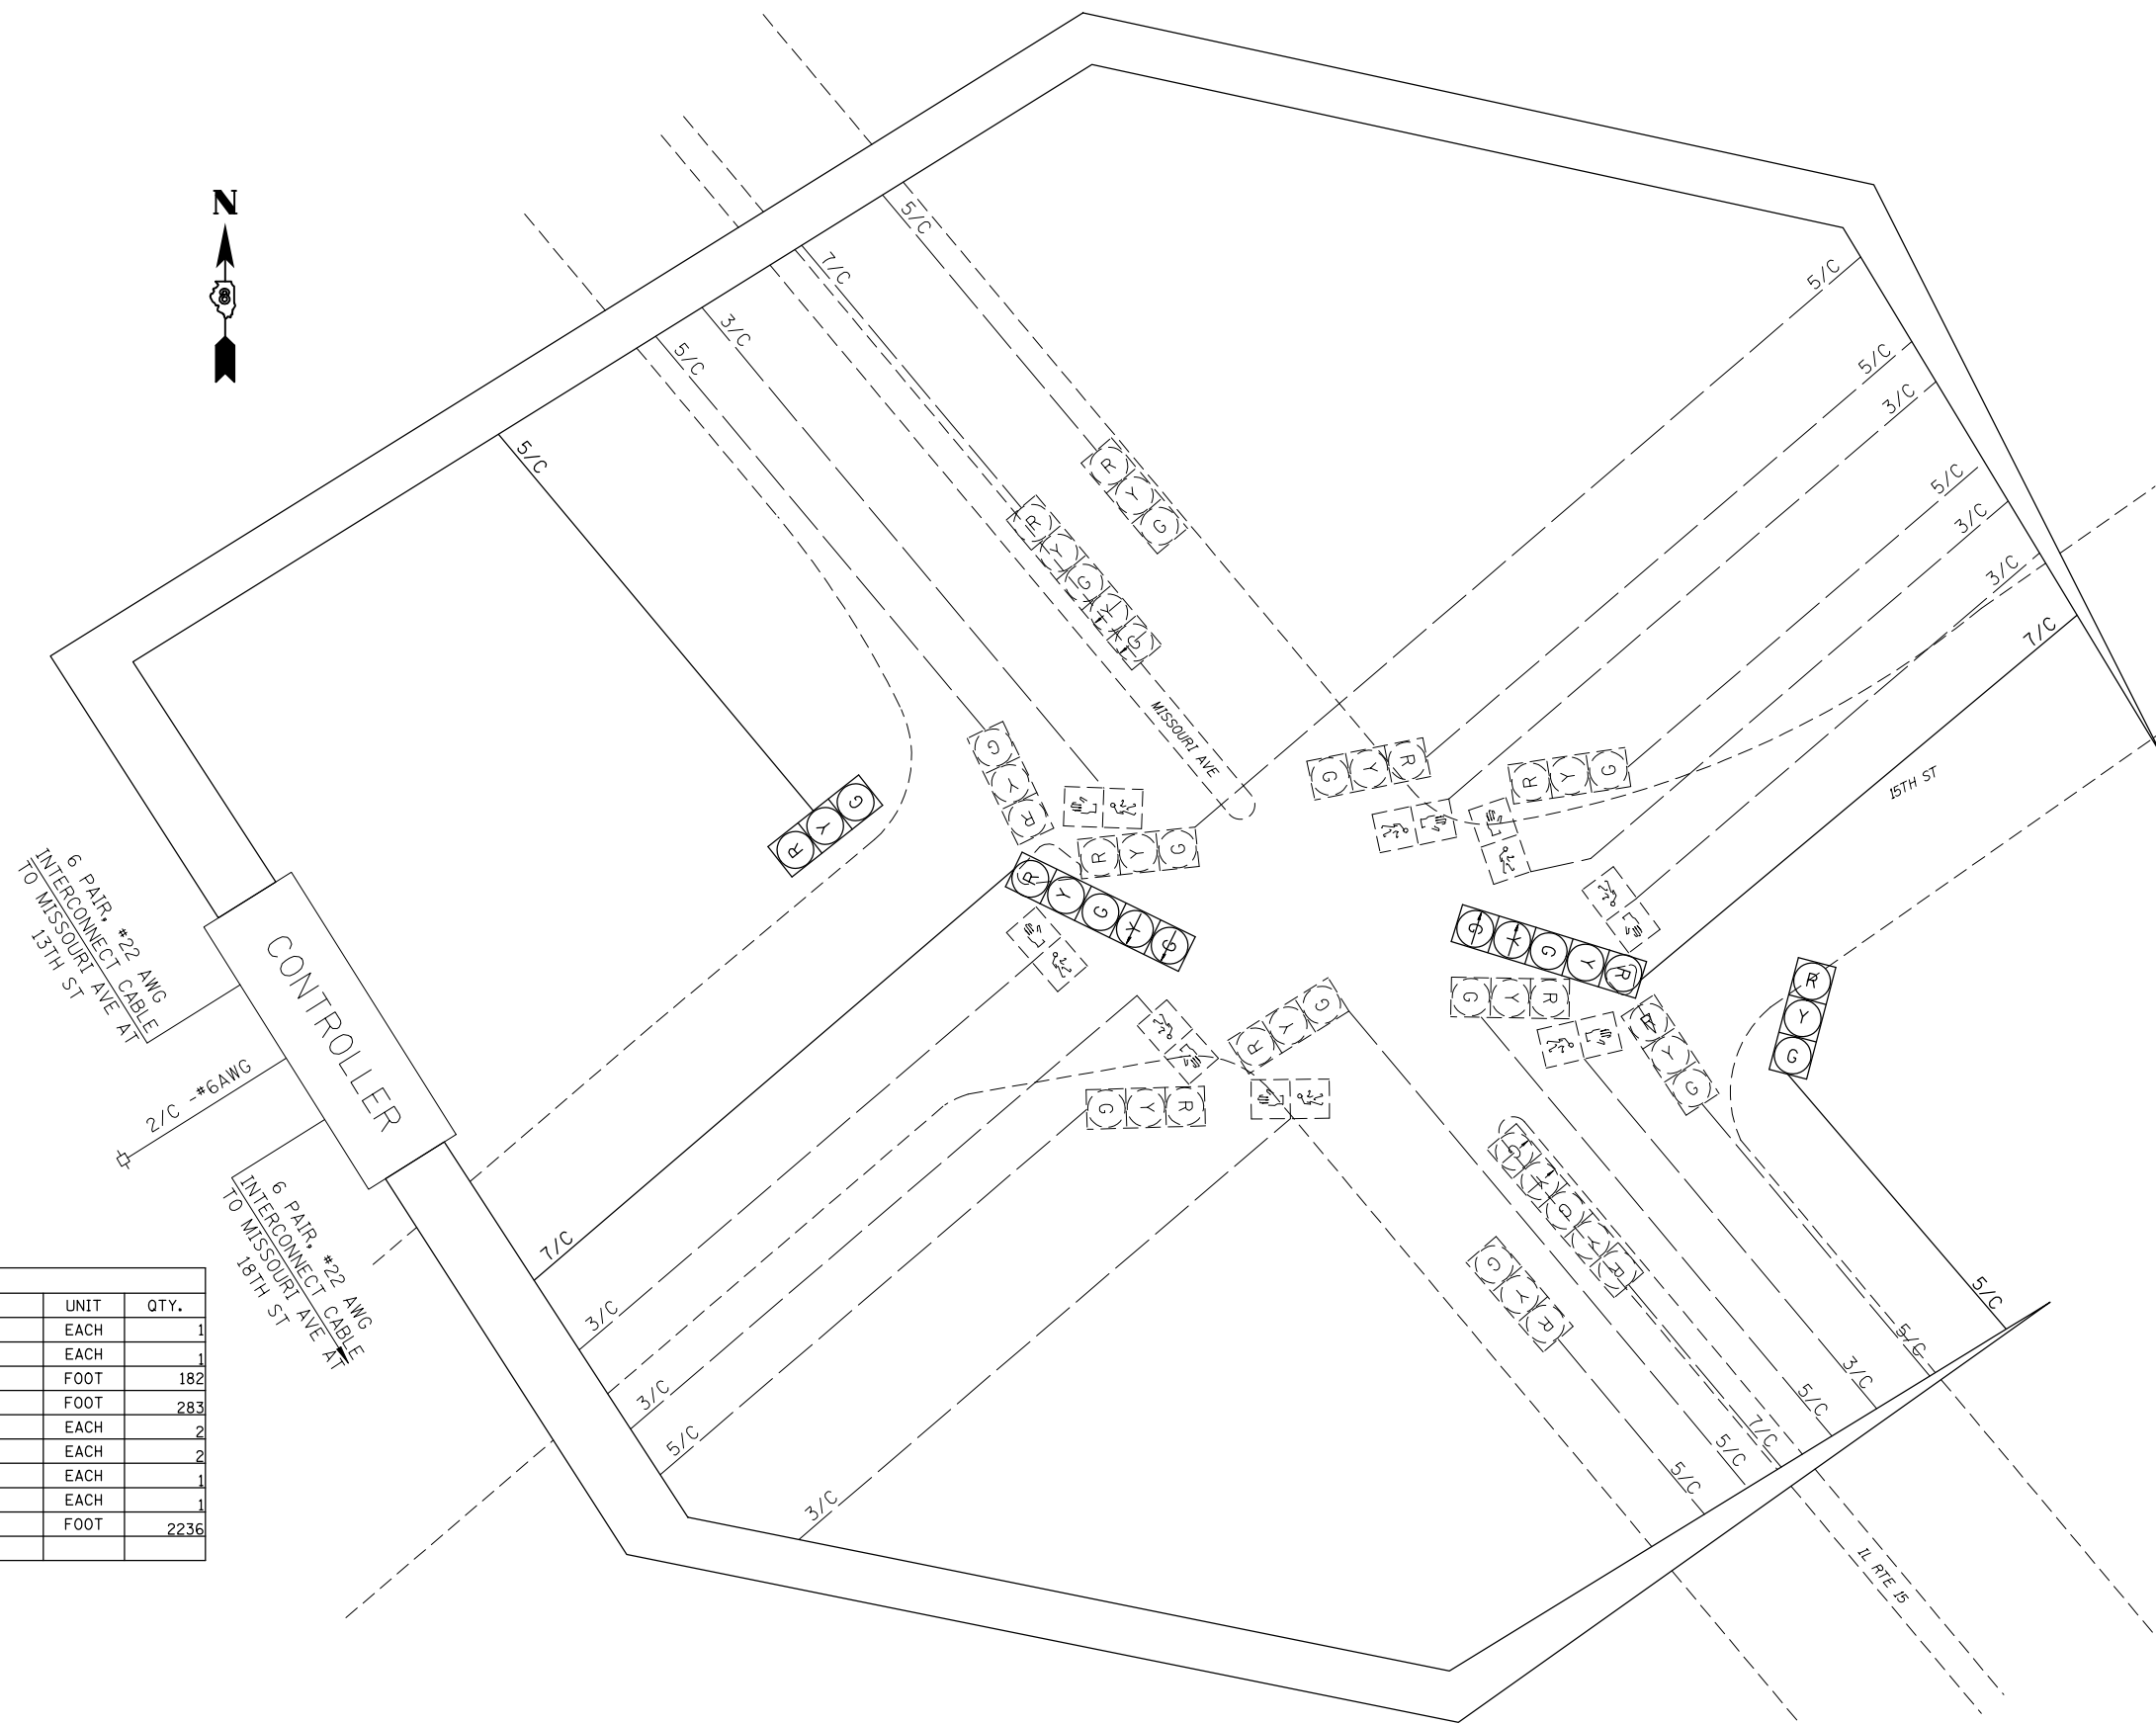 N
8
5/C
7/C
5/C
3/C
5/C
5/C
5/C
3/C
5/C
5/C
3/C
3/C
7/C
R
Y
G
R
Y
G
Y
G
MISSOURI AVE
15TH ST
G
Y
R
G
Y
R
R
Y
G
R
Y
G
G
Y
R
R
Y
G
R
Y
G
Y
G
G
Y
G
Y
R
G
Y
R
R
Y
G
R
Y
G
R
Y
G
G
Y
R
G
Y
G
Y
R
G
Y
R
CONTROLLER
6 PAIR, #22 AWG
INTERCONNECT CABLE
TO MISSOURI AVE AT
13TH ST
2/C -#6AWG
6 PAIR, #22 AWG
INTERCONNECT CABLE
TO MISSOURI AVE AT
18TH ST
7/C
3/C
3/C
5/C
3/C
5/C
5/C
3/C
5/C
7/C
5/C
5/C
IL RTE 15
UNIT QTY.
EACH 1
EACH 1
FOOT 182
FOOT 283
EACH 2
EACH 2
EACH 1
EACH 1
FOOT 2236